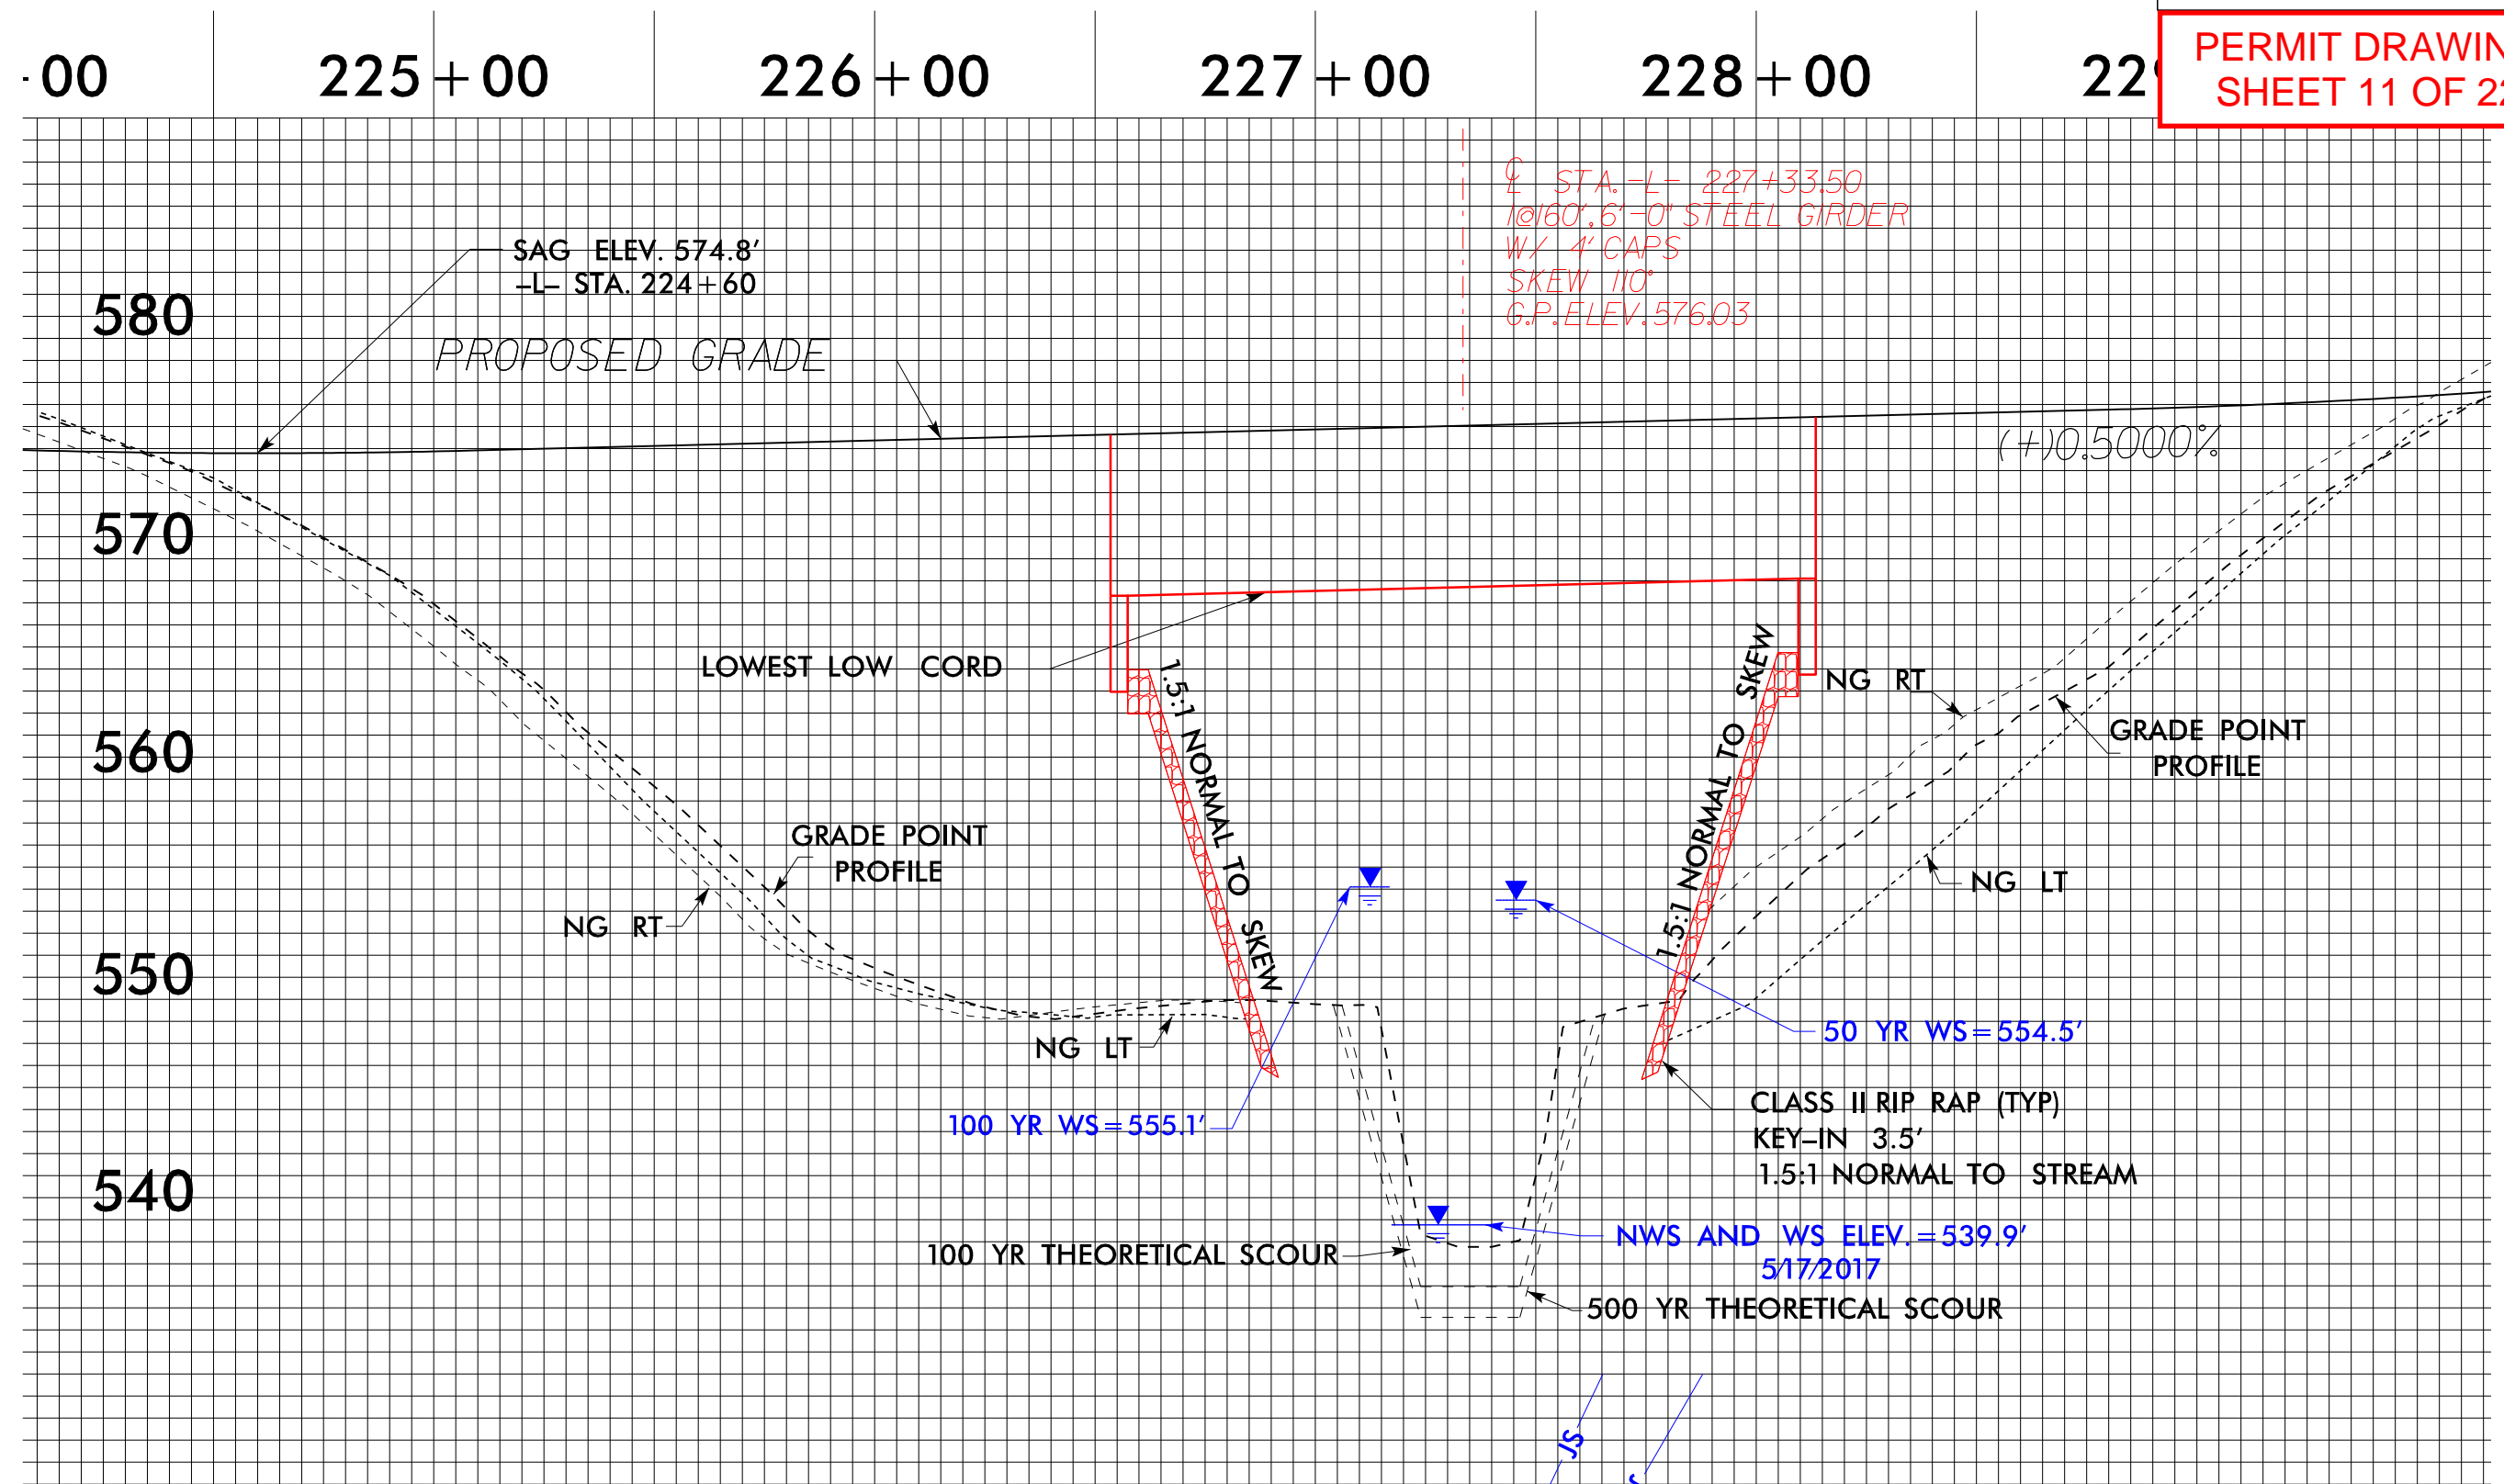 PERMIT DRAWIN
SHEET 11 OF 22
00
225+00
226+00
227+00
228+00
229
℄ STA. -L- 227+33.50
1@160', 6'-0" STEEL GIRDER
W/ 4' CAPS
SKEW 110°
G.P. ELEV. 576.03
SAG ELEV. 574.8'
-L- STA. 224+60
580
PROPOSED GRADE
(+)0.5000%
570
LOWEST LOW CORD
1.5:1 NORMAL TO SKEW
1.5:1 NORMAL TO SKEW
NG RT
GRADE POINT
PROFILE
560
GRADE POINT
PROFILE
NG RT
NG LT
550
NG LT
50 YR WS=554.5'
100 YR WS=555.1'
CLASS II RIP RAP (TYP)
KEY-IN 3.5'
1.5:1 NORMAL TO STREAM
540
100 YR THEORETICAL SCOUR
NWS AND WS ELEV.=539.9'
5/17/2017
500 YR THEORETICAL SCOUR
JS